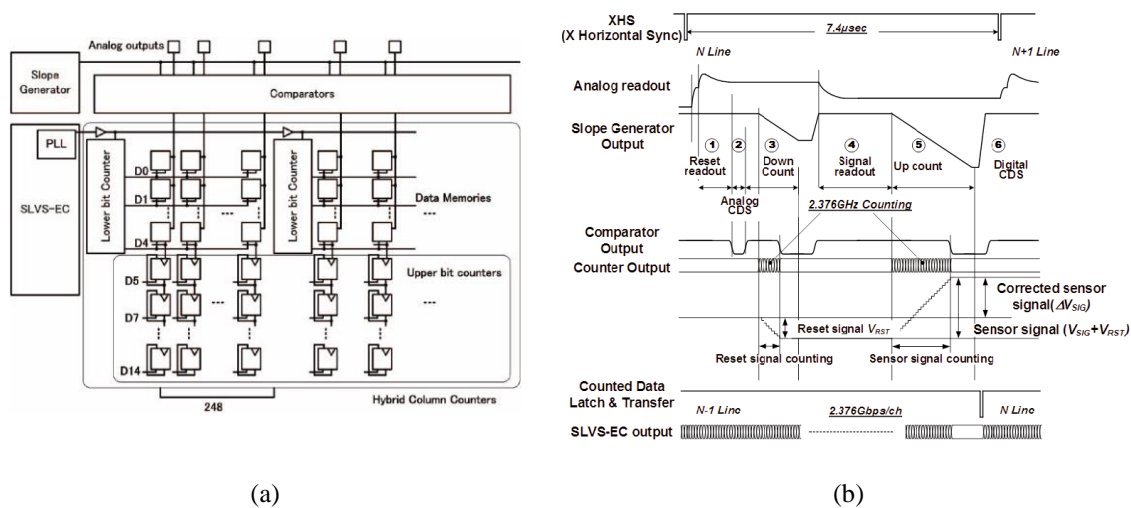 Analog outputs
Slope
Generator
Comparators
PLL
Lower bit Counter
Lower bit Counter
D0
D1
Data Memories
SLVS-EC
D4
D5
Upper bit counters
D7
D14
248
Hybrid Column Counters
(a)
XHS
(X Horizontal Sync)
7.4µsec
N Line
N+1 Line
Analog readout
Slope Generator
Output
1
2
3
4
5
6
Reset
readout
Down
Count
Signal
readout
Up count
Digital
CDS
Analog
CDS
2.376GHz Counting
Comparator
Output
Counter Output
Corrected sensor
signal(ΔVSIG)
Reset signal VRST
Sensor signal (VSIG+VRST)
Reset signal counting
Sensor signal counting
Counted Data
Latch & Transfer
N-1 Line
2.376Gbps/ch
N Line
SLVS-EC output
(b)